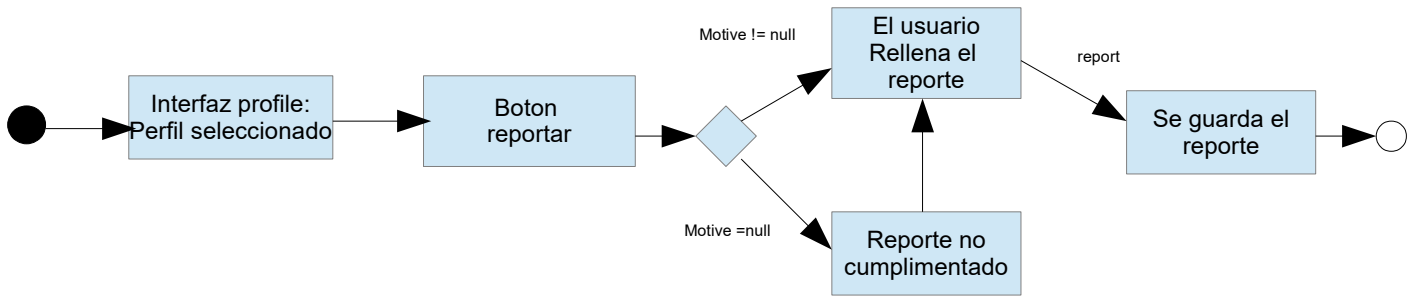 Interfaz profile:
Perfil seleccionado
Boton
reportar
Motive != null
Motive =null
El usuario
Rellena el
reporte
Reporte no
cumplimentado
report
Se guarda el
reporte